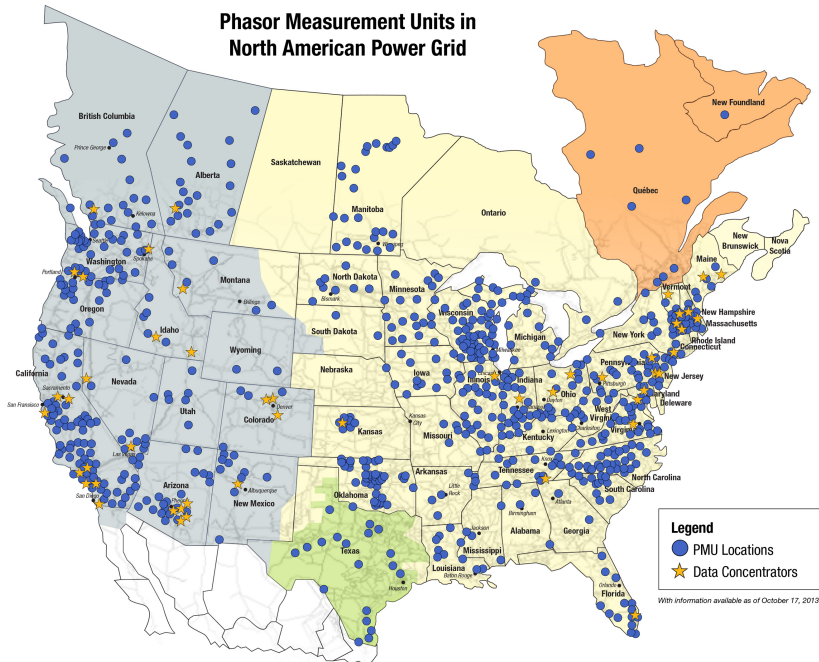 Phasor Measurement Units in
North American Power Grid
British Columbia
Prince George
Alberta
Saskatchewan
Manitoba
Winnipeg
Ontario
Québec
New Foundland
New
Brunswick
Nova
Scotia
Maine
Kelowna
Seattle
Washington
Spokane
Portland
Oregon
Montana
Billings
Idaho
Wyoming
North Dakota
Bismark
South Dakota
Minnesota
Wisconsin
Milwaukee
Michigan
Vermont
New Hampshire
Massachusetts
Rhode Island
Connecticut
New York
New Jersey
Deleware
Pittsburgh
California
Sacramento
San Francisco
Nevada
Utah
Colorado
Denver
Nebraska
Iowa
Illinois
Indiana
Ohio
Dayton
West
Virginia
Charleston
Virginia
Kansas
Kansas
City
Missouri
Kentucky
Lexington
San Diego
Arizona
New Mexico
Albuquerque
Oklahoma
Arkansas
Little
Rock
Tennessee
North Carolina
South Carolina
Atlanta
Birmingham
Alabama
Georgia
Jackson
Mississippi
Texas
Houston
Louisiana
Baton Rouge
Orlando
Florida
Legend
PMU Locations
Data Concentrators
With information available as of October 17, 2013